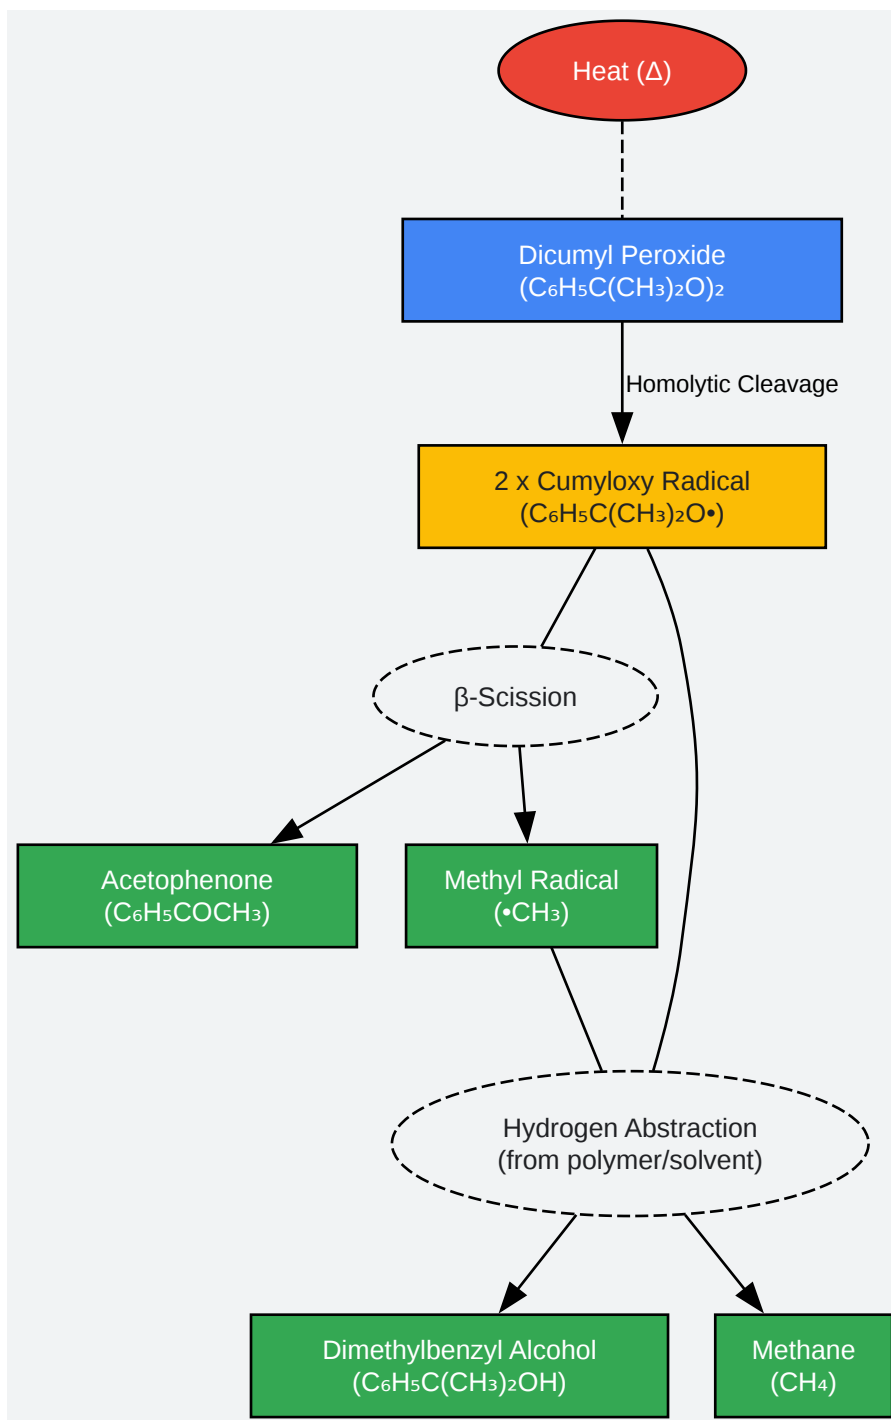 Heat (Δ)
Dicumyl Peroxide
(C₆H₅C(CH₃)₂O)₂
Homolytic Cleavage
2 x Cumyloxy Radical
(C₆H₅C(CH₃)₂O•)
β-Scission
Acetophenone
(C₆H₅COCH₃)
Methyl Radical
(•CH₃)
Hydrogen Abstraction
(from polymer/solvent)
Dimethylbenzyl Alcohol
(C₆H₅C(CH₃)₂OH)
Methane
(CH₄)